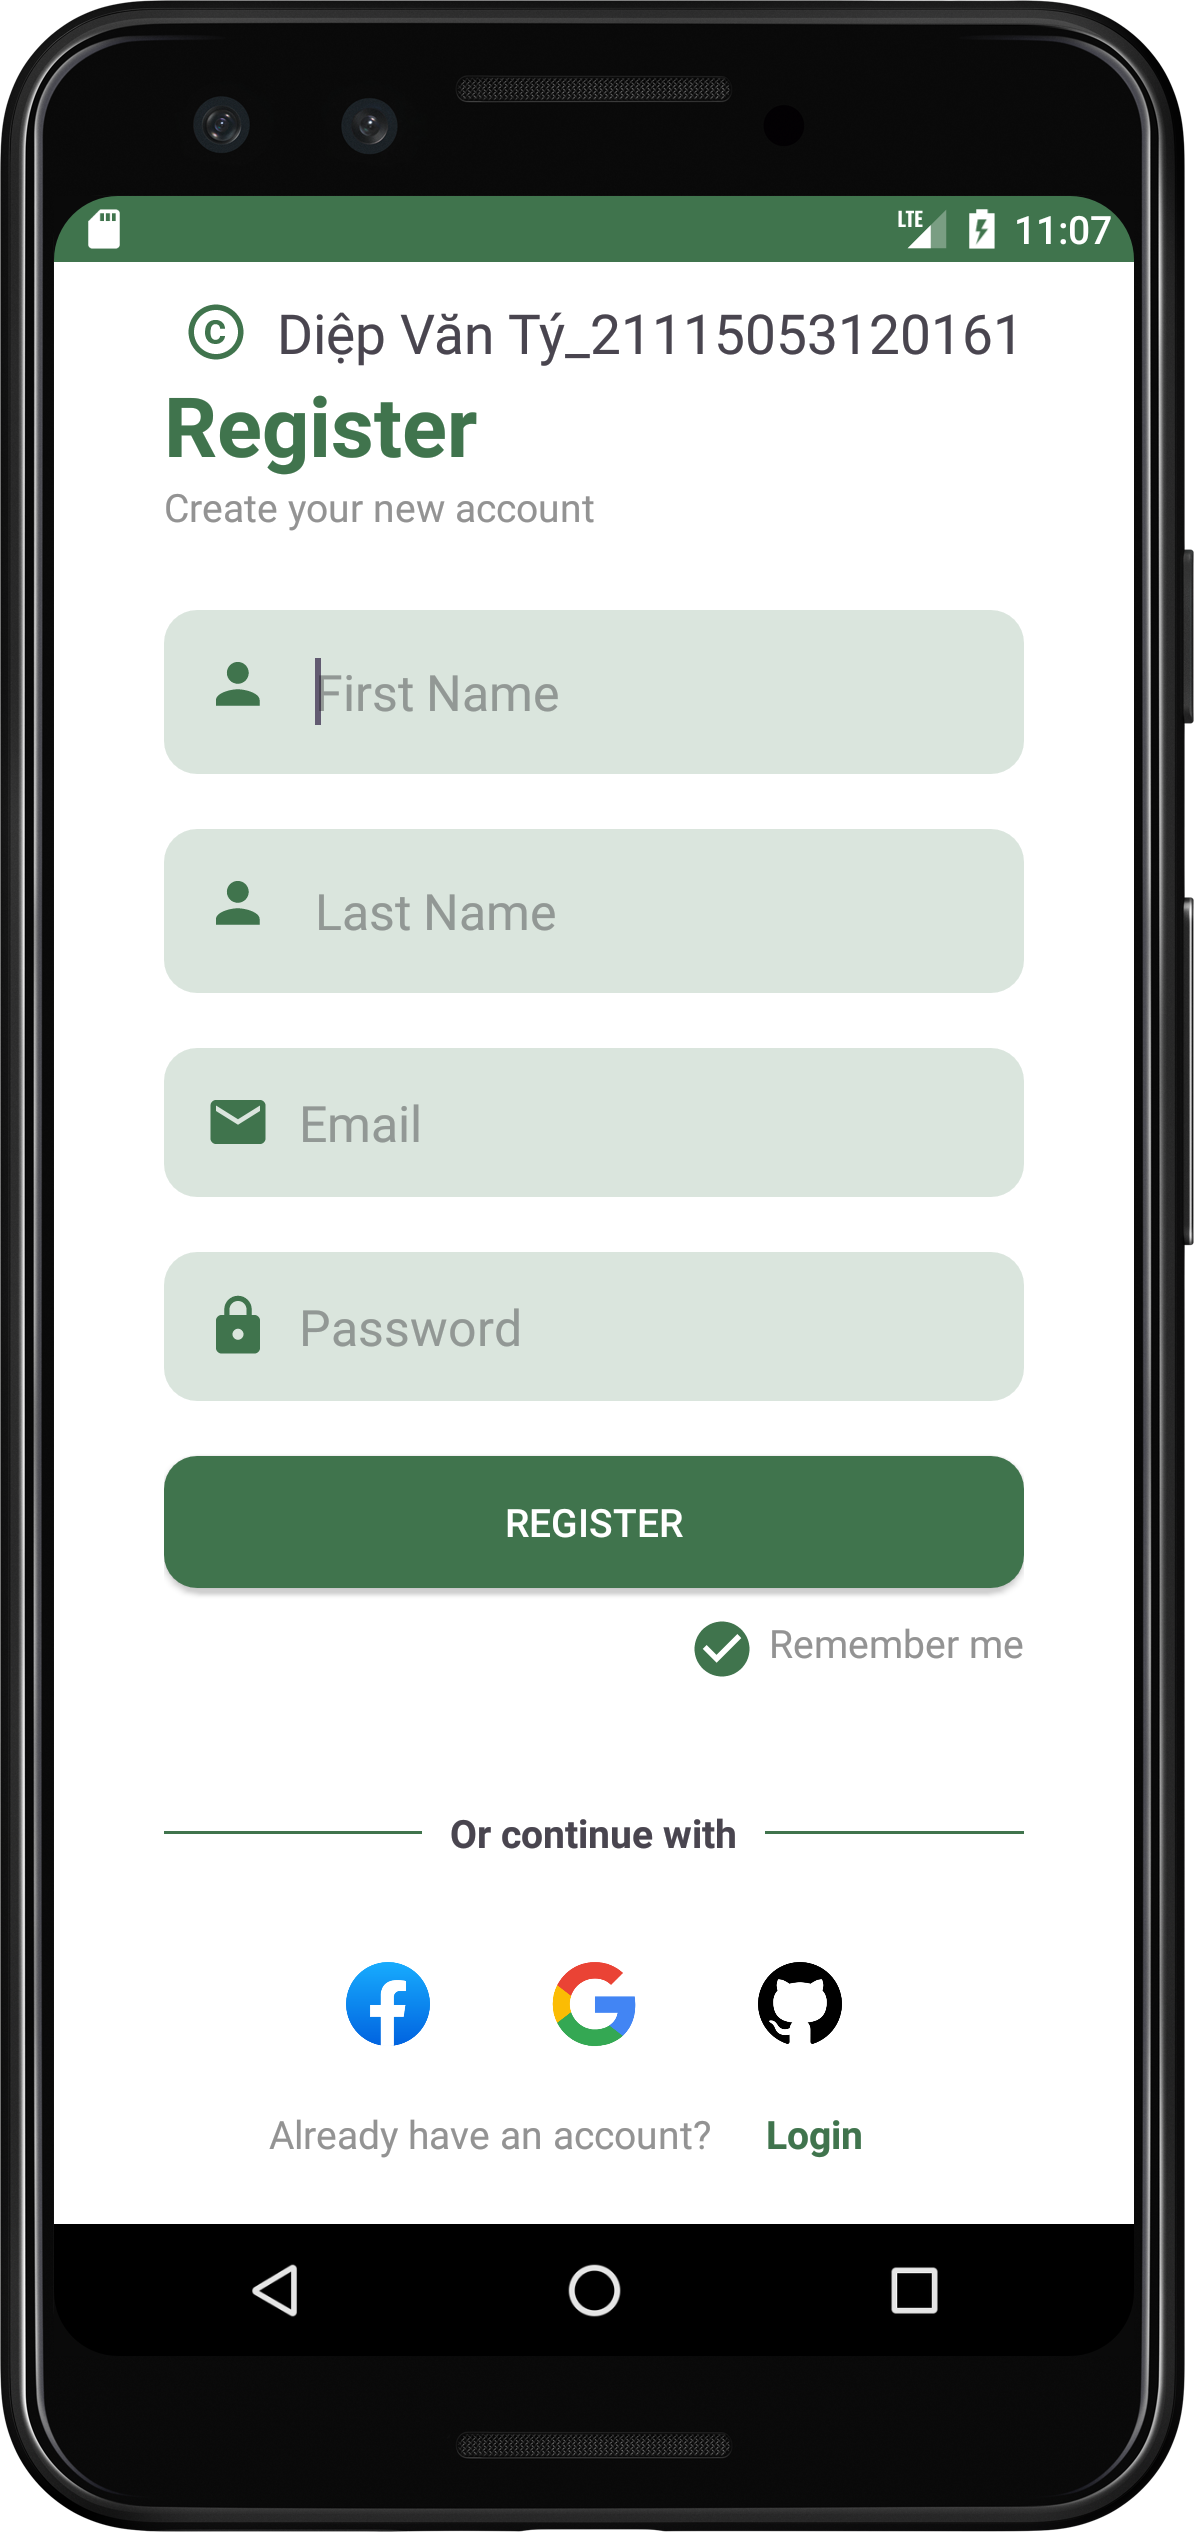 LTE 11:07
© Diệp Văn Tý_21115053120161
Register
Create your new account
First Name
Last Name
Email
Password
REGISTER
Remember me
Or continue with
Already have an account? Login